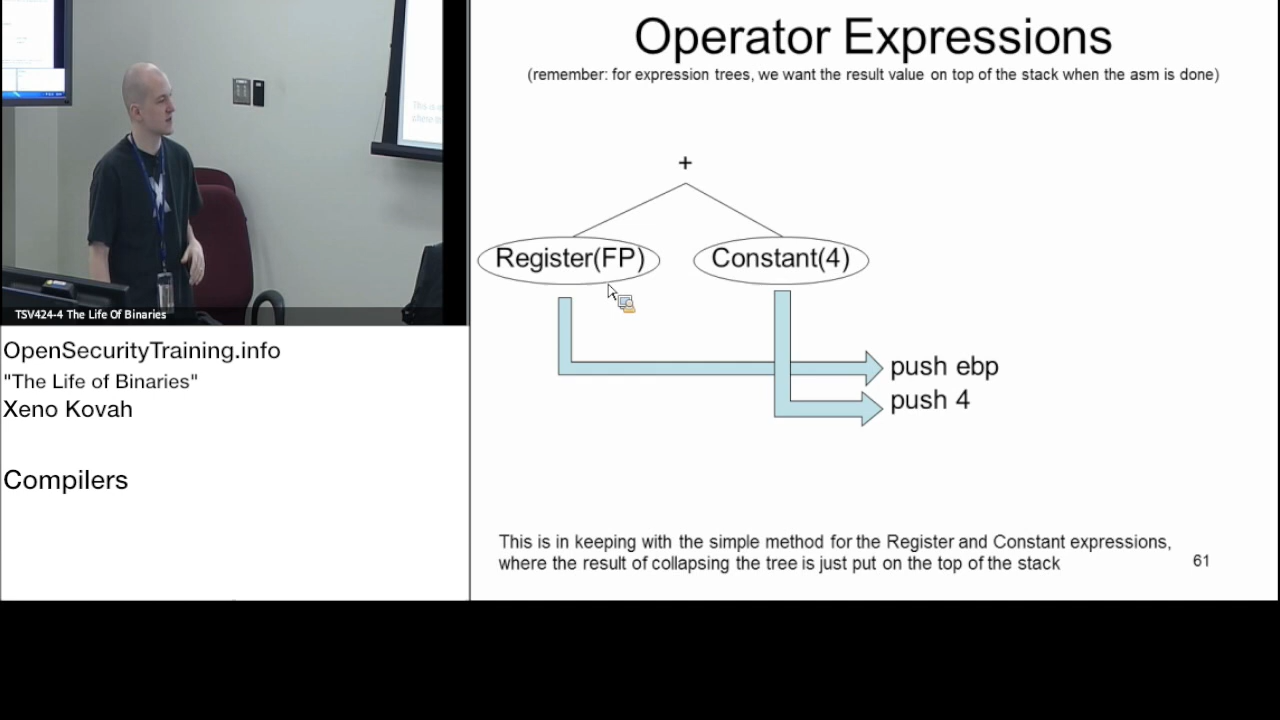 Operator Expressions
(remember: for expression trees, we want the result value on top of the stack when the asm is done)
+
Register(FP)
Constant(4)
push ebp
push 4
This is in keeping with the simple method for the Register and Constant expressions,
where the result of collapsing the tree is just put on the top of the stack
61
TSV424-4 The Life Of Binaries
OpenSecurityTraining.info
"The Life of Binaries"
Xeno Kovah
Compilers